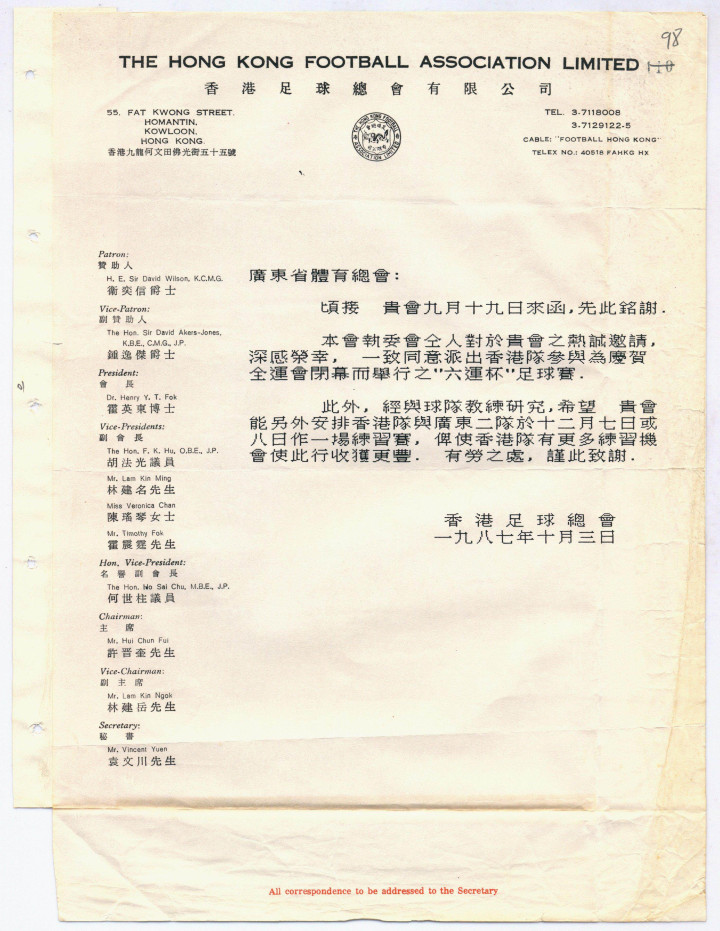 98
THE HONG KONG FOOTBALL ASSOCIATION LIMITED 110
香港足球總會有限公司
55. FAT KWONG STREET.
HOMANTIN,
KOWLOON,
HONG KONG.
香港九龍何文田佛光街五十五號
THE HONG KONG FOOTBALL
ASSOCIATION LIMITED
TEL. 3-7118008
3-7129122-5
CABLE: "FOOTBALL HONG KONG"
TELEX NO.: 40518 FAHKG HX
Patron:
贊助人
H. E. Sir David Wilson, K.C.M.G.
衛奕信爵士
Vice-Patron:
副贊助人
The Hon. Sir David Akers-Jones,
K.B.E., C.M.G., J.P.
鍾逸傑爵士
President:
會長
Dr. Henry Y. T. Fok
霍英東博士
Vice-Presidents:
副會長
The Hon. F. K. Hu, O.B.E., J.P.
胡法光議員
Mr. Lam Kin Ming
林建名先生
Miss Veronica Chan
陳瑤琴女士
Mr. Timothy Fok
霍震霆先生
Hon. Vice-President:
名譽副會長
The Hon. Ho Sai Chu, M.B.E., J.P.
何世柱議員
Chairman:
主席
Mr. Hui Chun Fui
許晋奎先生
Vice-Chairman:
副主席
Mr. Lam Kin Ngok
林建岳先生
Secretary:
秘書
Mr. Vincent Yuen
袁文川先生
廣東省體育總會:
頃接 貴會九月十九日來函,先此銘謝.
本會執委會仝人對於貴會之熱誠邀請,
深感榮幸, 一致同意派出香港隊參與為慶賀
全運會閉幕而舉行之"六運杯"足球賽.
此外, 經與球隊教練研究,希望 貴會
能另外安排香港隊與廣東二隊於十二月七日或
八日作一場練習賽, 俾使香港隊有更多練習機
會使此行收獲更豐. 有勞之處, 謹此致謝.
香港足球總會
一九八七年十月三日
All correspondence to be addressed to the Secretary